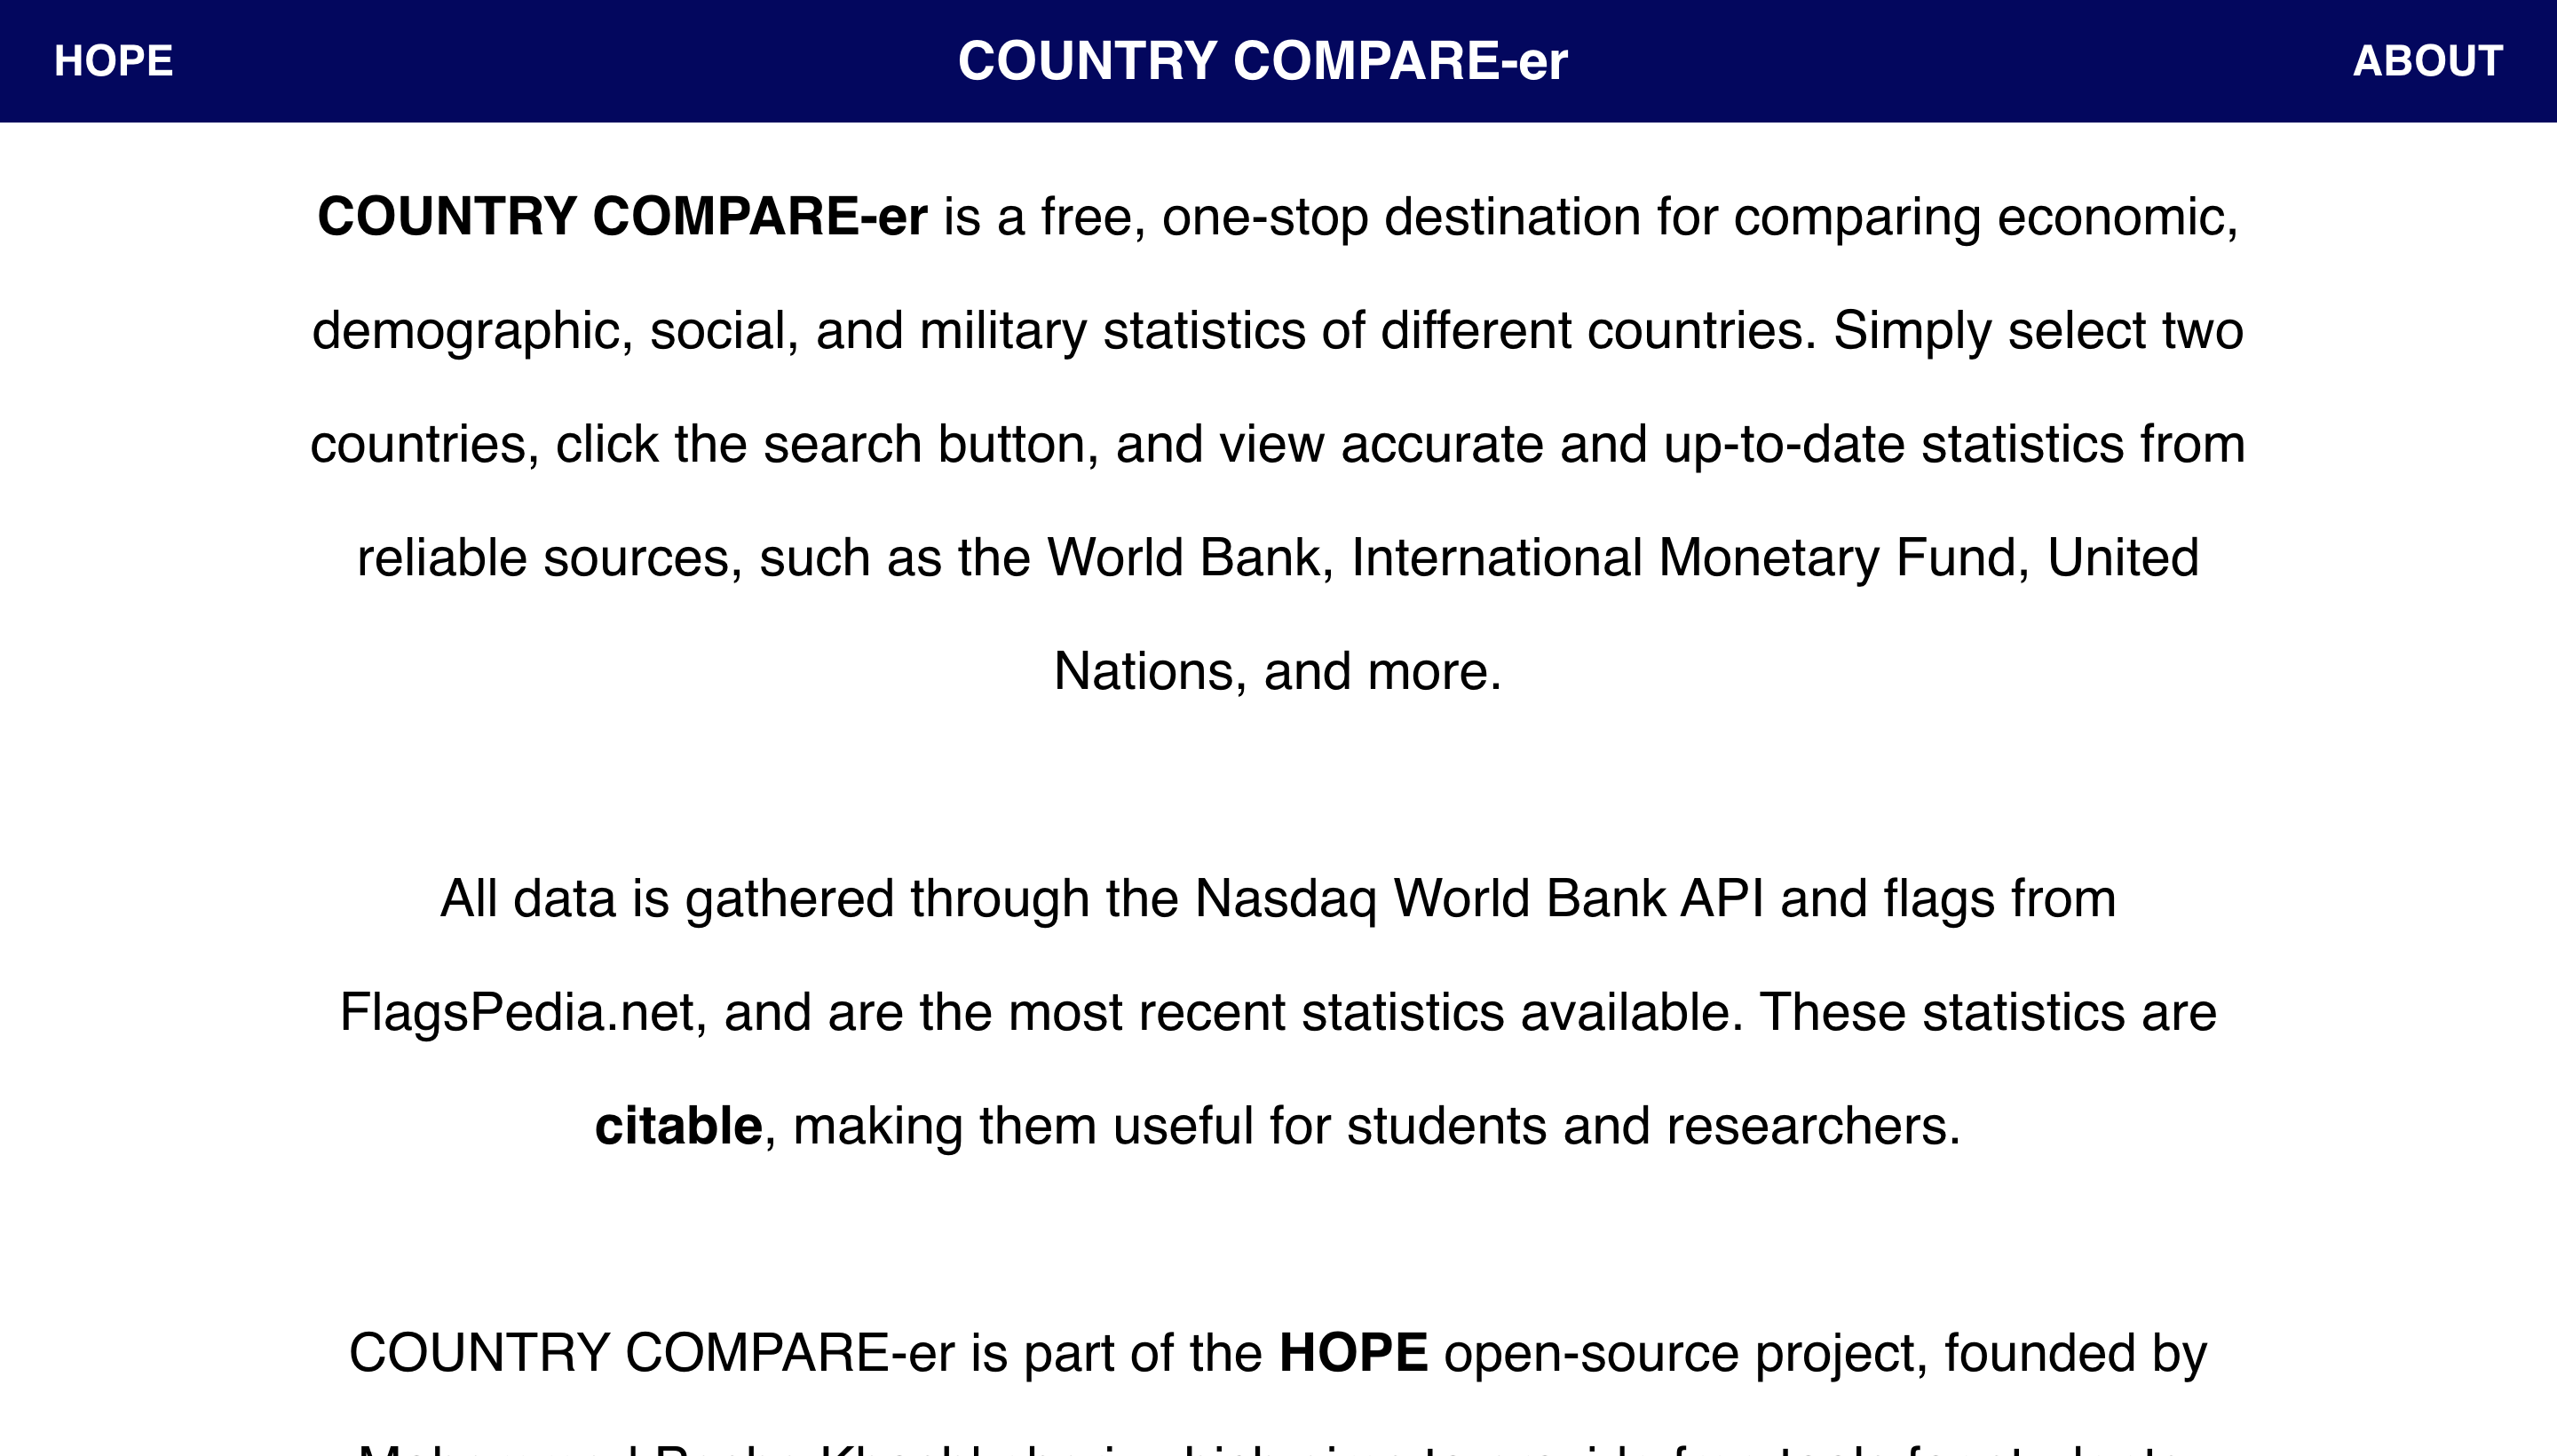 HOPE
COUNTRY COMPARE-er
ABOUT
COUNTRY COMPARE-er is a free, one-stop destination for comparing economic,
demographic, social, and military statistics of different countries. Simply select two
countries, click the search button, and view accurate and up-to-date statistics from
reliable sources, such as the World Bank, International Monetary Fund, United
Nations, and more.
All data is gathered through the Nasdaq World Bank API and flags from
FlagsPedia.net, and are the most recent statistics available. These statistics are
citable, making them useful for students and researchers.
COUNTRY COMPARE-er is part of the HOPE open-source project, founded by